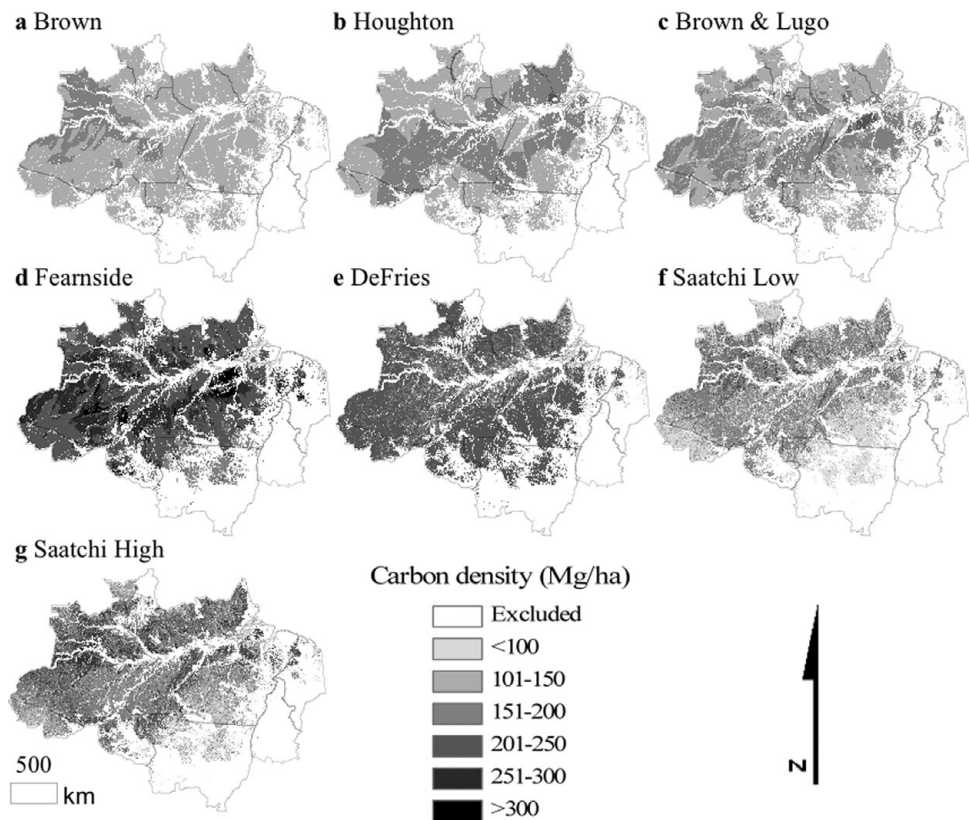 a Brown
b Houghton
c Brown & Lugo
d Fearnside
e DeFries
f Saatchi Low
g Saatchi High
Carbon density (Mg/ha)
Excluded
<100
101-150
151-200
201-250
251-300
>300
500
km
N